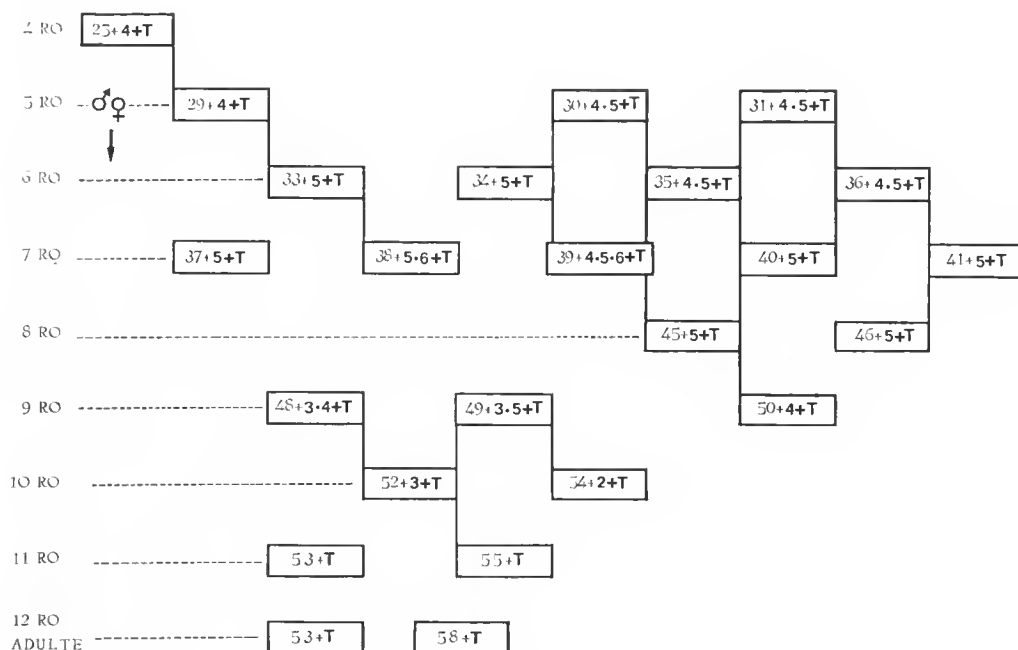 4 RO 25+4+T
5 RO ♂♀ 29+4+T 30+4·5+T 31+4·5+T
6 RO 33+5+T 34+5+T 35+4·5+T 36+4·5+T
7 RO 37+5+T 38+5·6+T 39+4·5·6+T 40+5+T 41+5+T
8 RO 45+5+T 46+5+T
9 RO 48+3·4+T 49+3·5+T 50+4+T
10 RO 52+3+T 54+2+T
11 RO 53+T 55+T
12 RO
ADULTE 53+T 58+T